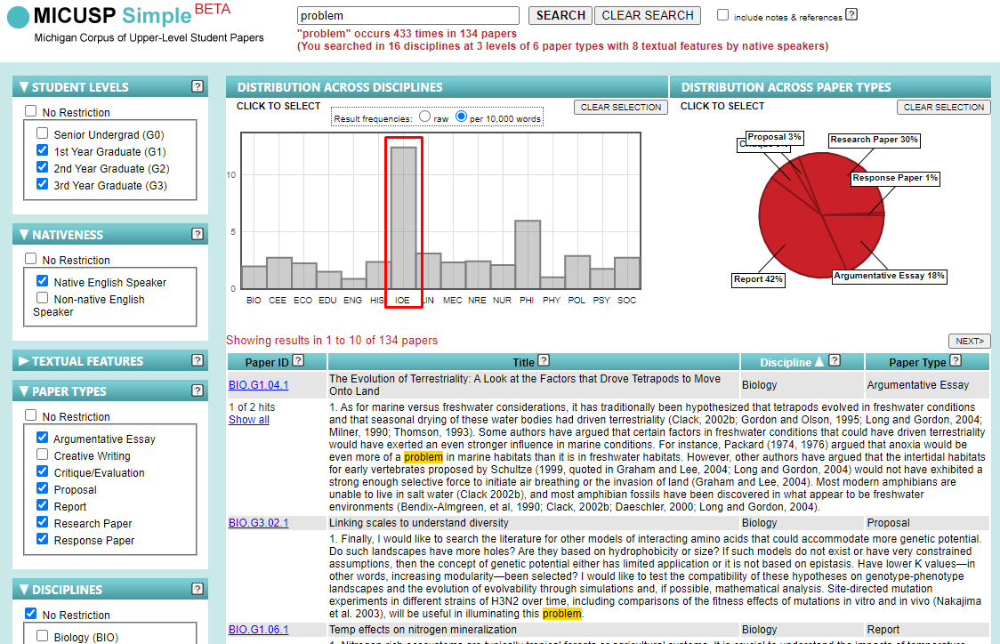 MICUSP Simple BETA
Michigan Corpus of Upper-Level Student Papers
problem
SEARCH
CLEAR SEARCH
include notes & references ?
"problem" occurs 433 times in 134 papers
(You searched in 16 disciplines at 3 levels of 6 paper types with 8 textual features by native speakers)
▼ STUDENT LEVELS ?
No Restriction
Senior Undergrad (G0)
1st Year Graduate (G1)
2nd Year Graduate (G2)
3rd Year Graduate (G3)
▼ NATIVENESS ?
No Restriction
Native English Speaker
Non-native English
Speaker
▶ TEXTUAL FEATURES ?
▼ PAPER TYPES ?
No Restriction
Argumentative Essay
Creative Writing
Critique/Evaluation
Proposal
Report
Research Paper
Response Paper
▼ DISCIPLINES ?
No Restriction
Biology (BIO)
DISTRIBUTION ACROSS DISCIPLINES
CLICK TO SELECT
Result frequencies: raw per 10,000 words
CLEAR SELECTION
10
5
0
BIO CEE ECO EDU ENG HIS IOE LIN MEC NRE NUR PHI PHY POL PSY SOC
DISTRIBUTION ACROSS PAPER TYPES
CLICK TO SELECT
CLEAR SELECTION
Proposal 3%
Research Paper 30%
Response Paper 1%
Argumentative Essay 18%
Report 42%
Showing results in 1 to 10 of 134 papers
NEXT>
Paper ID ? Title ? Discipline ▲ ? Paper Type ?
BIO.G1.04.1 The Evolution of Terrestriality: A Look at the Factors that Drove Tetrapods to Move
Onto Land Biology Argumentative Essay
1 of 2 hits
Show all
1. As for marine versus freshwater considerations, it has traditionally been hypothesized that tetrapods evolved in freshwater conditions
and that seasonal drying of these water bodies had driven terrestriality (Clack, 2002b; Gordon and Olson, 1995; Long and Gordon, 2004;
Milner, 1990; Thomson, 1993). Some authors have argued that certain factors in freshwater conditions that could have driven terrestriality
would have exerted an even stronger influence in marine conditions. For instance, Packard (1974, 1976) argued that anoxia would be
even more of a problem in marine habitats than it is in freshwater habitats. However, other authors have argued that the intertidal habitats
for early vertebrates proposed by Schultze (1999, quoted in Graham and Lee, 2004; Long and Gordon, 2004) would not have exhibited a
strong enough selective force to initiate air breathing or the invasion of land (Graham and Lee, 2004). Most modern amphibians are
unable to live in salt water (Clack 2002b), and most amphibian fossils have been discovered in what appear to be freshwater
environments (Bendix-Almgreen, et al, 1990; Clack, 2002b; Daeschler, 2000; Long and Gordon, 2004).
BIO.G3.02.1 Linking scales to understand diversity Biology Proposal
1. Finally, I would like to search the literature for other models of interacting amino acids that could accommodate more genetic potential.
Do such landscapes have more holes? Are they based on hydrophobicity or size? If such models do not exist or have very constrained
assumptions, then the concept of genetic potential either has limited application or it is not based on epistasis. Have lower K values—in
other words, increasing modularity—been selected? I would like to test the compatibility of these hypotheses on genotype-phenotype
landscapes and the evolution of evolvability through simulations and, if possible, mathematical analysis. Site-directed mutation
experiments in different strains of H3N2 over time, including comparisons of the fitness effects of mutations in vitro and in vivo (Nakajima
et al. 2003), will be useful in illuminating this problem.
BIO.G1.06.1 Temp effects on nitrogen mineralization Biology Report